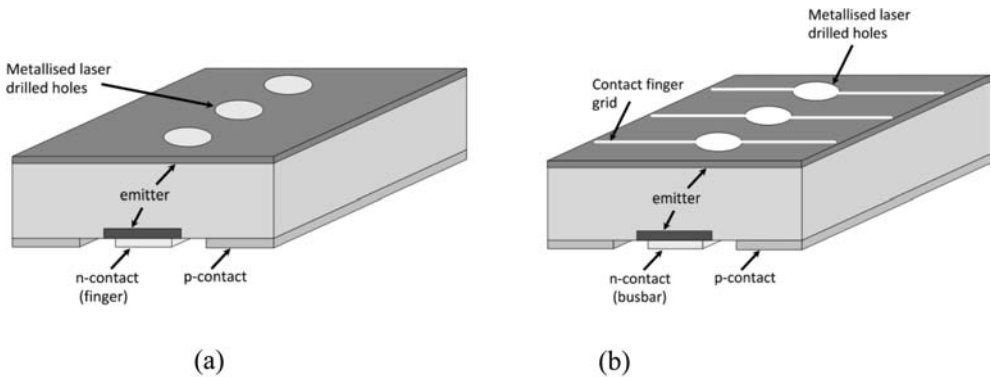 Metallised laser
drilled holes
emitter
n-contact
(finger)
p-contact
(a)
Metallised laser
drilled holes
Contact finger
grid
emitter
n-contact
(busbar)
p-contact
(b)